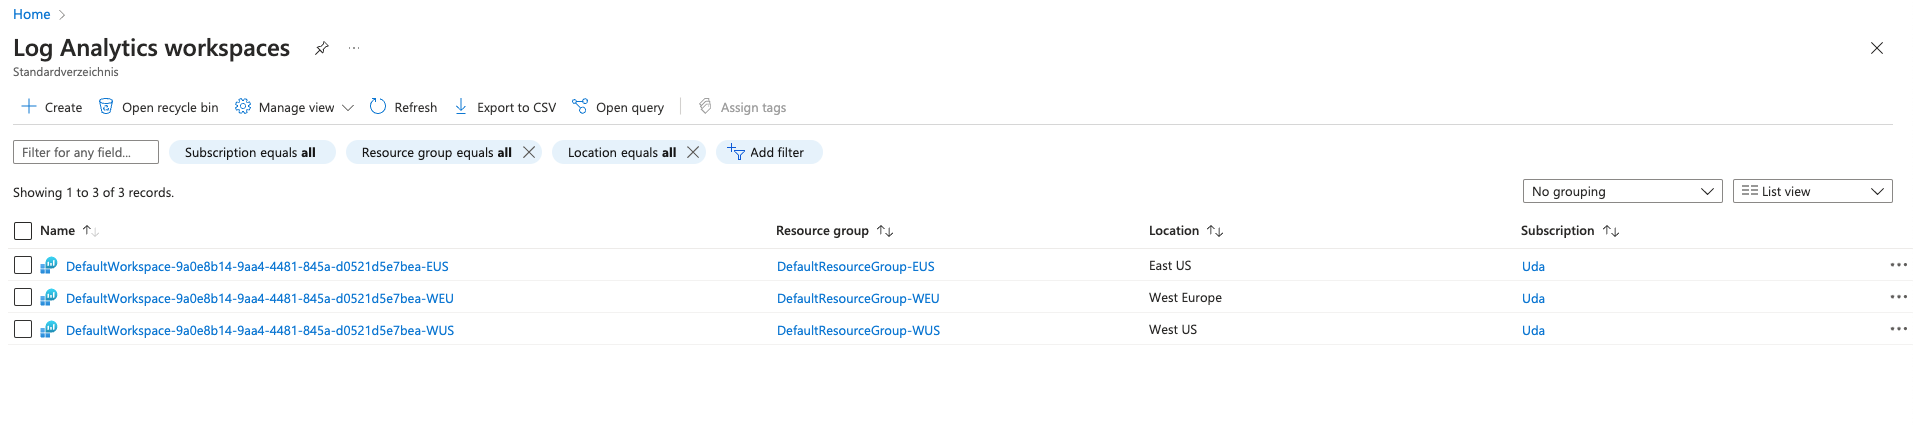 Home
Log Analytics workspaces
Standardverzeichnis
Create Open recycle bin Manage view Refresh Export to CSV Open query Assign tags
Filter for any field... Subscription equals all Resource group equals all Location equals all Add filter
Showing 1 to 3 of 3 records. No grouping List view
Name Resource group Location Subscription
DefaultWorkspace-9a0e8b14-9aa4-4481-845a-d0521d5e7bea-EUS DefaultResourceGroup-EUS East US Uda
DefaultWorkspace-9a0e8b14-9aa4-4481-845a-d0521d5e7bea-WEU DefaultResourceGroup-WEU West Europe Uda
DefaultWorkspace-9a0e8b14-9aa4-4481-845a-d0521d5e7bea-WUS DefaultResourceGroup-WUS West US Uda